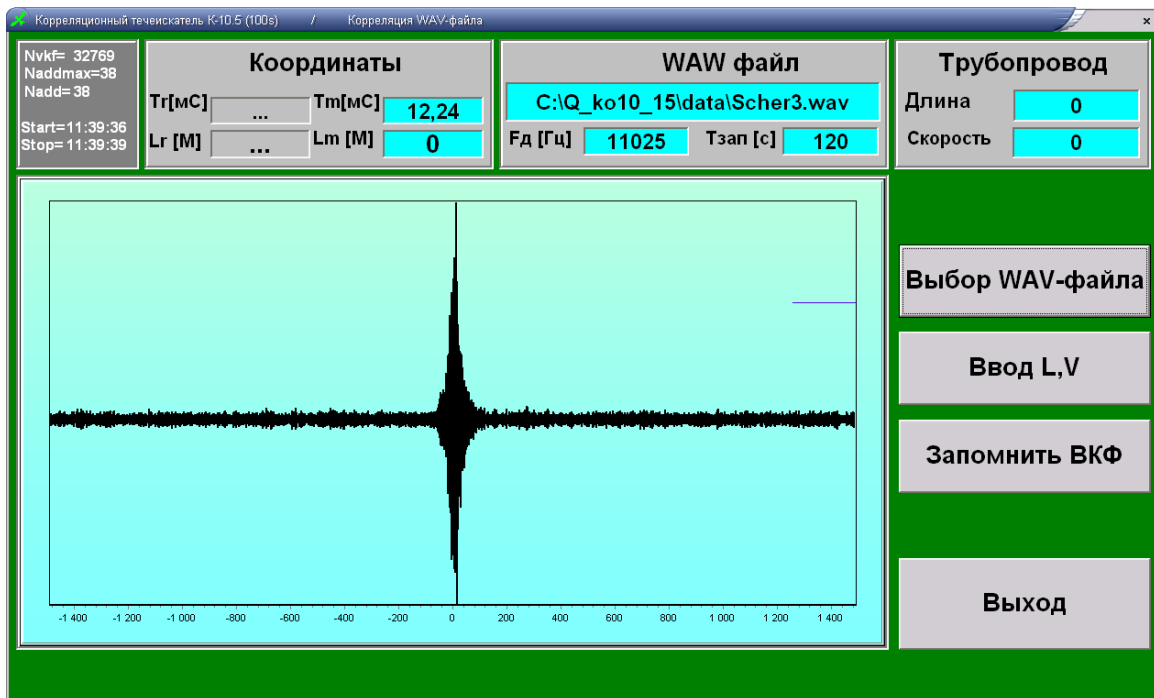 Корреляционный течеискатель К-10.5 (100s) / Корреляция WAV-файла
×
Nvkf= 32769
Naddmax=38
Nadd= 38
Start=11:39:36
Stop= 11:39:39
Координаты
Tr[мС] ... Tm[мС] 12,24
Lr [М] ... Lm [М] 0
WAW файл
C:\Q_ko10_15\data\Scher3.wav
Fд [Гц] 11025 Tзап [с] 120
Трубопровод
Длина 0
Скорость 0
Выбор WAV-файла
Ввод L,V
Запомнить ВКФ
Выход
-1 400 -1 200 -1 000 -800 -600 -400 -200 0 200 400 600 800 1 000 1 200 1 400